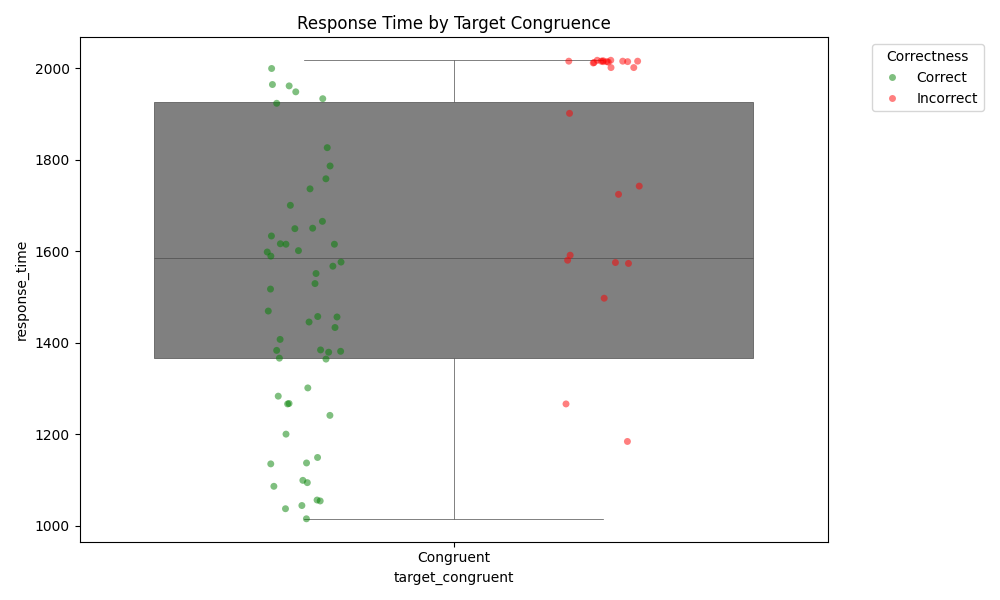 Response Time by Target Congruence
Correctness
Correct
Incorrect
response_time
2000
1800
1600
1400
1200
1000
Congruent
target_congruent